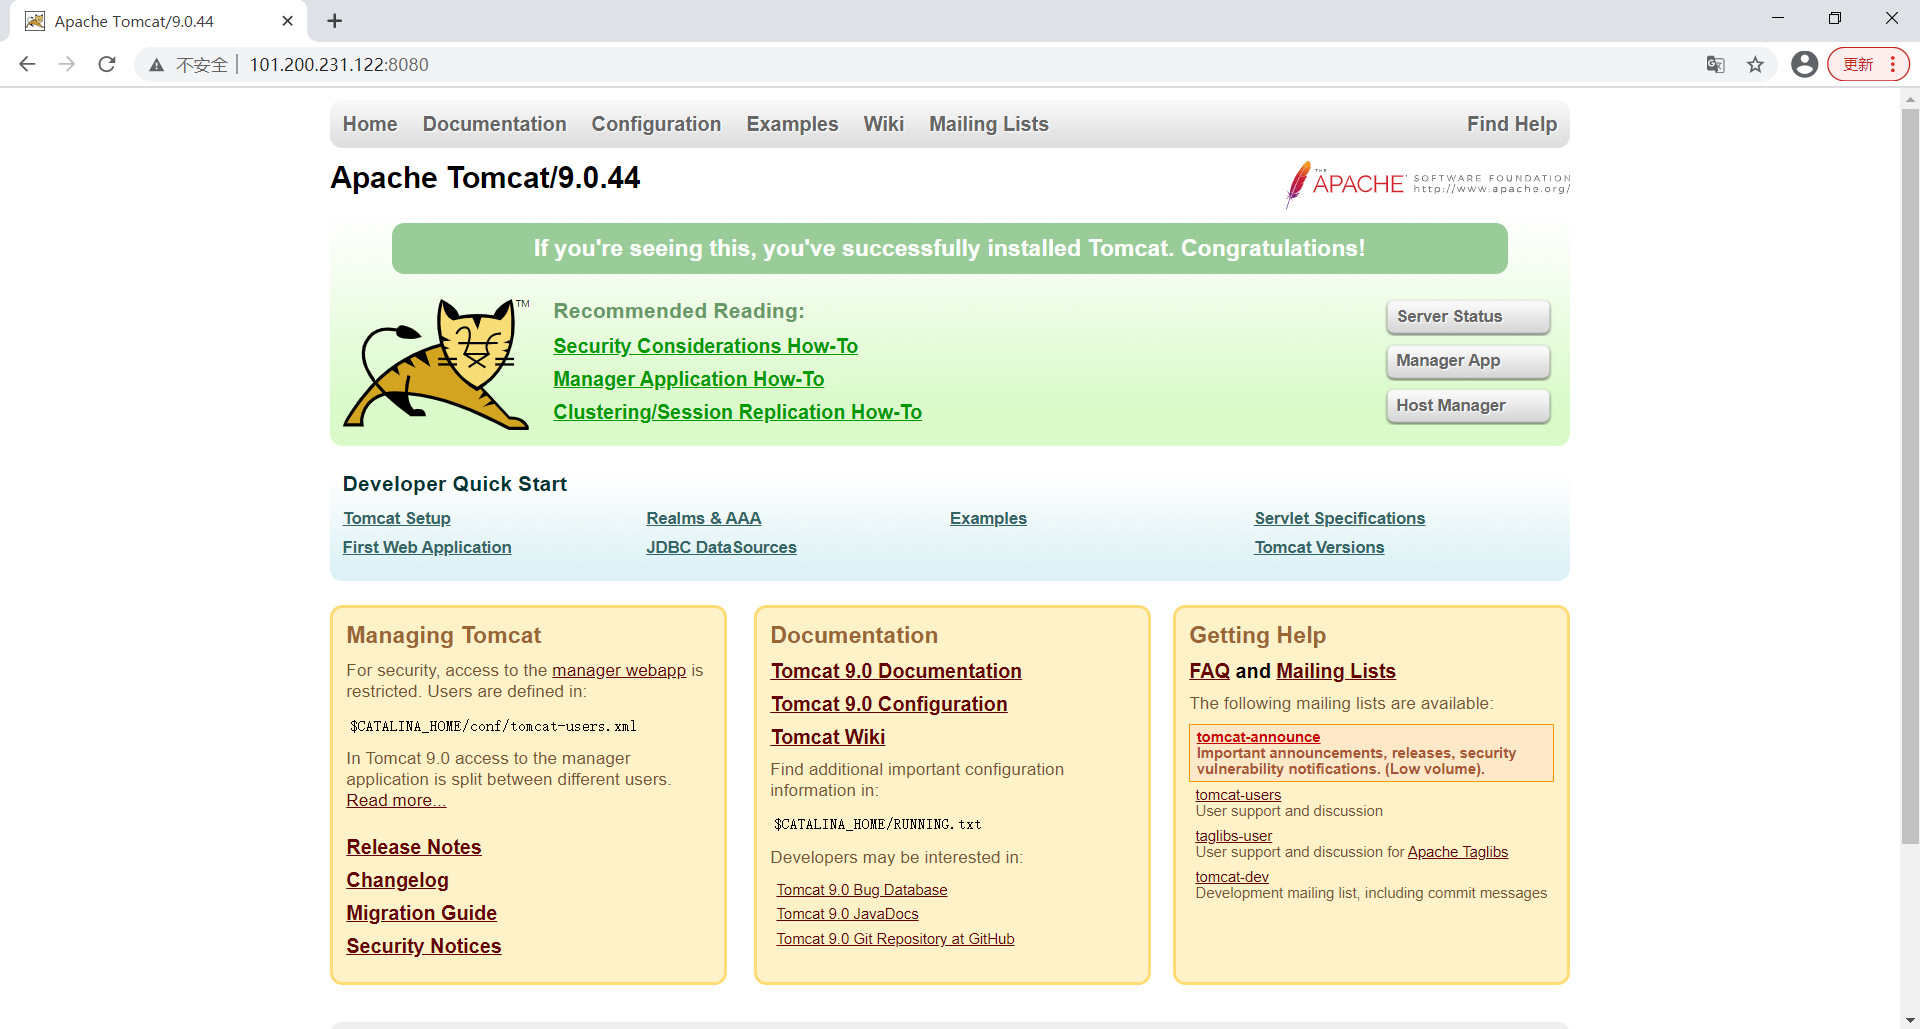 Apache Tomcat/9.0.44
不安全 | 101.200.231.122:8080
更新
Home Documentation Configuration Examples Wiki Mailing Lists Find Help
Apache Tomcat/9.0.44
THE APACHE SOFTWARE FOUNDATION
http://www.apache.org/
If you're seeing this, you've successfully installed Tomcat. Congratulations!
TM
Recommended Reading:
Security Considerations How-To
Manager Application How-To
Clustering/Session Replication How-To
Server Status
Manager App
Host Manager
Developer Quick Start
Tomcat Setup
First Web Application
Realms & AAA
JDBC DataSources
Examples
Servlet Specifications
Tomcat Versions
Managing Tomcat
For security, access to the manager webapp is
restricted. Users are defined in:
$CATALINA_HOME/conf/tomcat-users.xml
In Tomcat 9.0 access to the manager
application is split between different users.
Read more...
Release Notes
Changelog
Migration Guide
Security Notices
Documentation
Tomcat 9.0 Documentation
Tomcat 9.0 Configuration
Tomcat Wiki
Find additional important configuration
information in:
$CATALINA_HOME/RUNNING.txt
Developers may be interested in:
Tomcat 9.0 Bug Database
Tomcat 9.0 JavaDocs
Tomcat 9.0 Git Repository at GitHub
Getting Help
FAQ and Mailing Lists
The following mailing lists are available:
tomcat-announce
Important announcements, releases, security
vulnerability notifications. (Low volume).
tomcat-users
User support and discussion
taglibs-user
User support and discussion for Apache Taglibs
tomcat-dev
Development mailing list, including commit messages